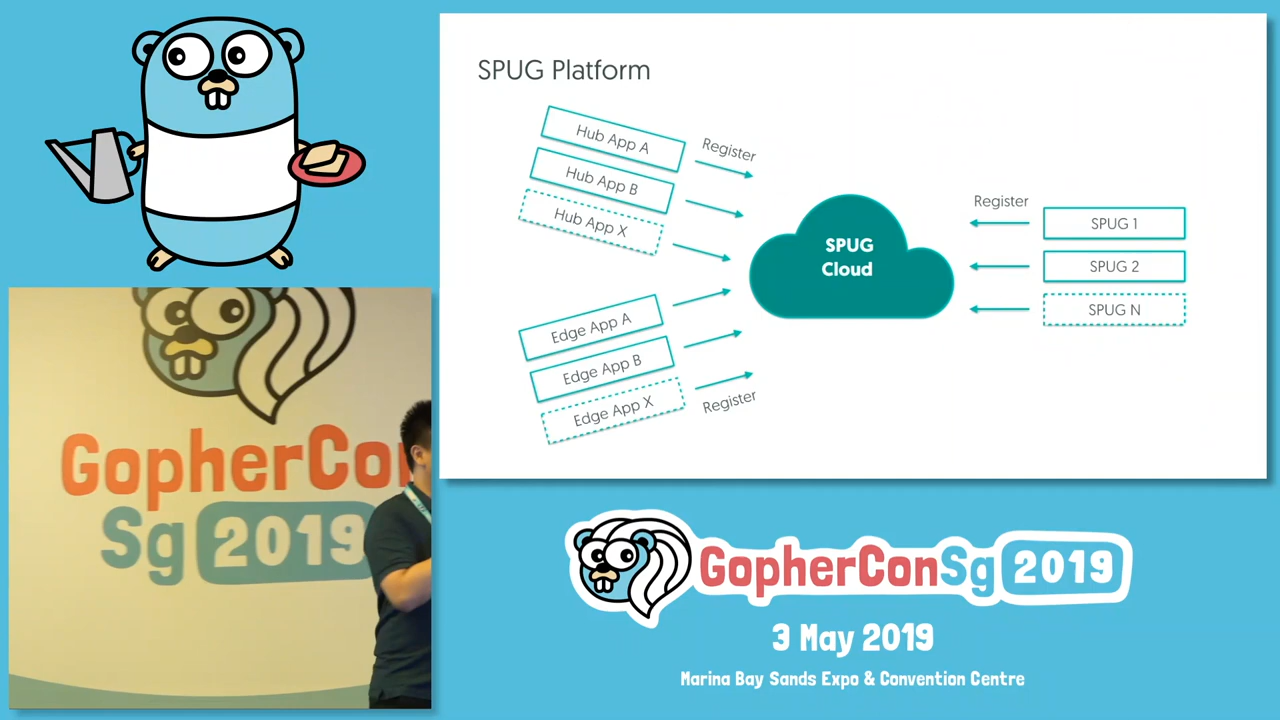 SPUG Platform
Hub App A
Register
Hub App B
Hub App X
Edge App A
Edge App B
Edge App X
Register
SPUG
Cloud
Register
SPUG 1
SPUG 2
SPUG N
GopherCon
Sg 2019
GopherConSg 2019
3 May 2019
Marina Bay Sands Expo & Convention Centre